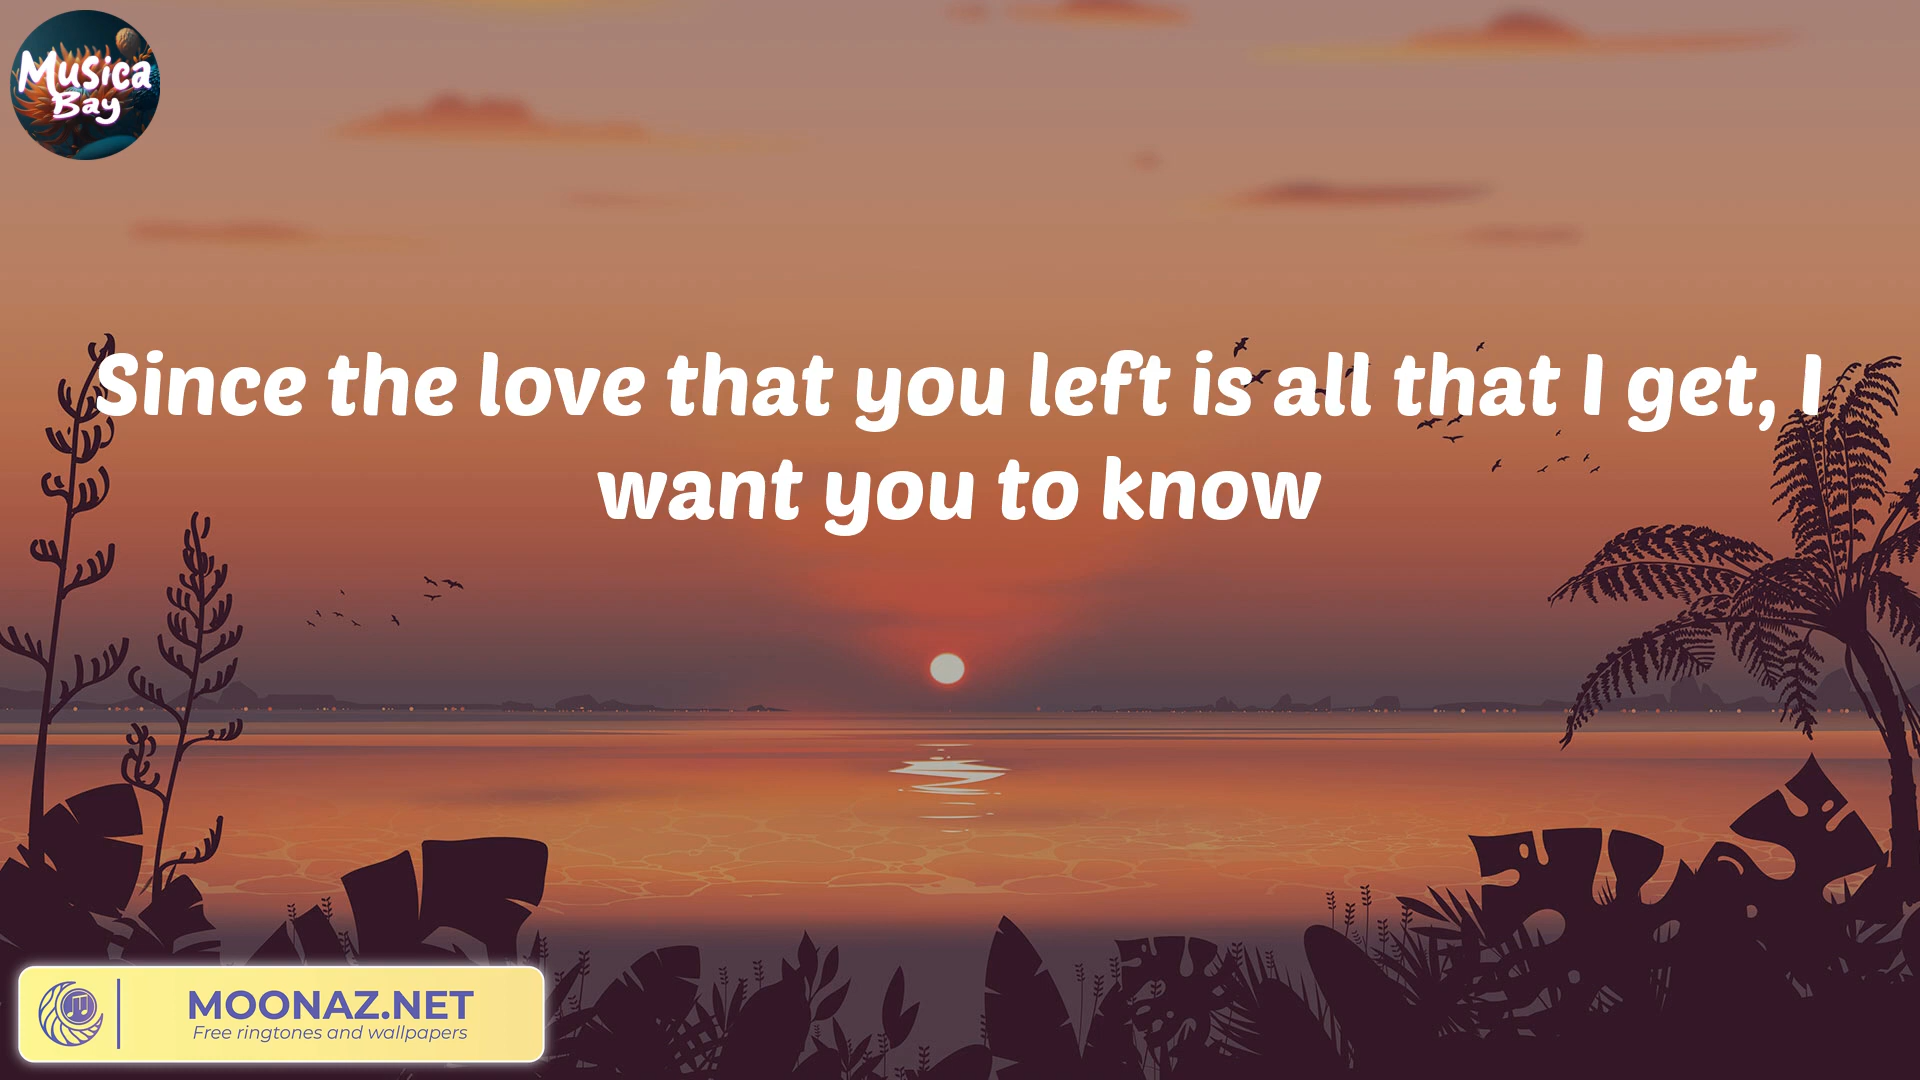 Musica
Bay
Since the love that you left is all that I get, I
want you to know
MOONAZ.NET
Free ringtones and wallpapers